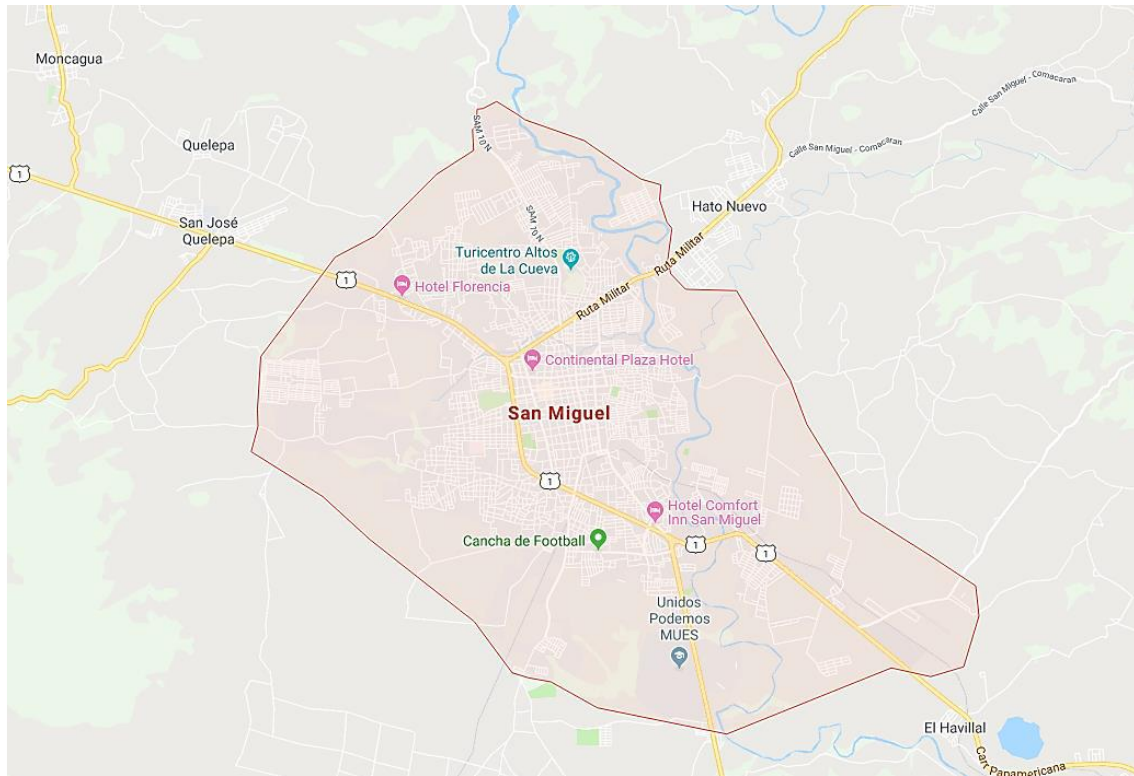 Moncagua
Quelepa
1
San José
Quelepa
SAM 10 N
SAM 70 N
Calle San Miguel - Comacaran
Calle San Miguel - Comacaran
Hato Nuevo
Turicentro Altos
de La Cueva
Ruta Militar
1
Hotel Florencia
Ruta Militar
Continental Plaza Hotel
San Miguel
1
Hotel Comfort
Inn San Miguel
Cancha de Football
1
1
Unidos
Podemos
MUES
El Havillal
Carr Panamericana